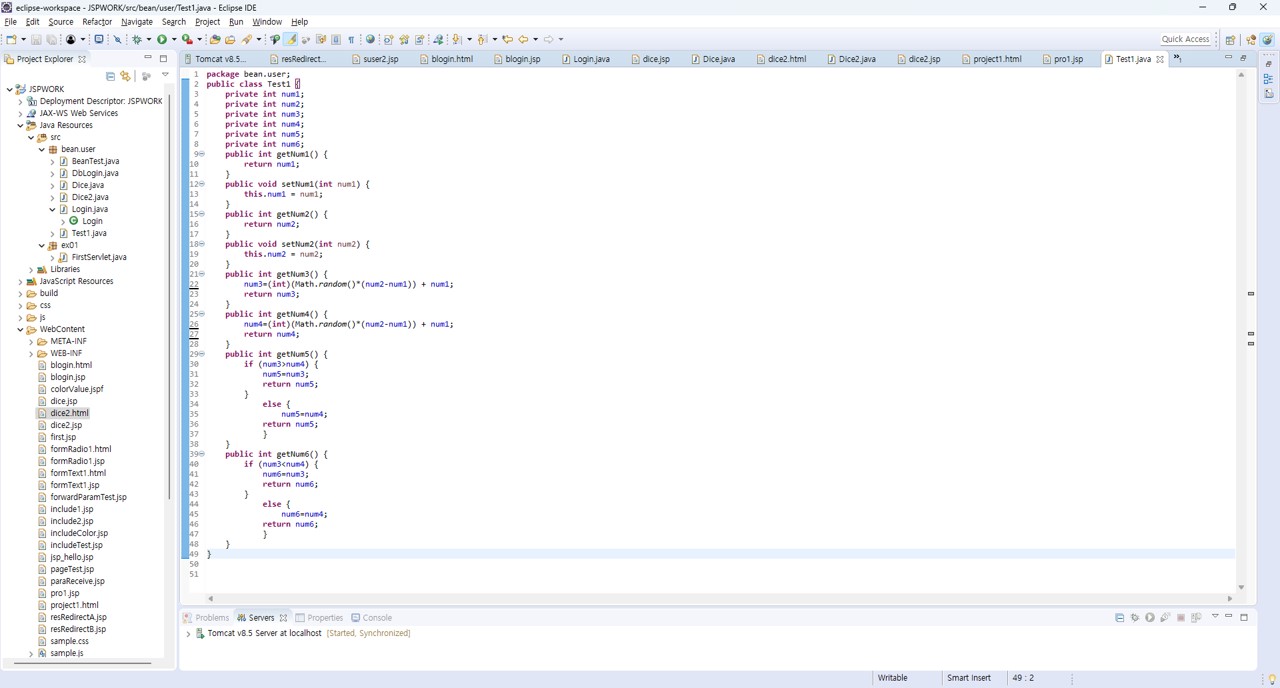 eclipse-workspace - JSPWORK/src/bean/user/Test1.java - Eclipse IDE
File Edit Source Refactor Navigate Search Project Run Window Help
Quick Access
Project Explorer
Tomcat v8.5... resRedirect... suser2.jsp blogin.html blogin.jsp Login.java dice.jsp Dice.java dice2.html Dice2.java dice2.jsp project1.html pro1.jsp Test1.java
JSPWORK
Deployment Descriptor: JSPWORK
JAX-WS Web Services
Java Resources
src
bean.user
BeanTest.java
DbLogin.java
Dice.java
Dice2.java
Login.java
Login
Test1.java
ex01
FirstServlet.java
Libraries
JavaScript Resources
build
css
js
WebContent
META-INF
WEB-INF
blogin.html
blogin.jsp
colorValue.jspf
dice.jsp
dice2.html
dice2.jsp
first.jsp
formRadio1.html
formRadio1.jsp
formText1.html
formText1.jsp
forwardParamTest.jsp
include1.jsp
include2.jsp
includeColor.jsp
includeTest.jsp
jsp_hello.jsp
pageTest.jsp
paraReceive.jsp
pro1.jsp
project1.html
resRedirectA.jsp
resRedirectB.jsp
sample.css
sample.js
1 package bean.user;
2 public class Test1 {
3 private int num1;
4 private int num2;
5 private int num3;
6 private int num4;
7 private int num5;
8 private int num6;
9 public int getNum1() {
10 return num1;
11 }
12 public void setNum1(int num1) {
13 this.num1 = num1;
14 }
15 public int getNum2() {
16 return num2;
17 }
18 public void setNum2(int num2) {
19 this.num2 = num2;
20 }
21 public int getNum3() {
22 num3=(int)(Math.random()*(num2-num1)) + num1;
23 return num3;
24 }
25 public int getNum4() {
26 num4=(int)(Math.random()*(num2-num1)) + num1;
27 return num4;
28 }
29 public int getNum5() {
30 if (num3>num4) {
31 num5=num3;
32 return num5;
33 }
34 else {
35 num5=num4;
36 return num5;
37 }
38 }
39 public int getNum6() {
40 if (num3<num4) {
41 num6=num3;
42 return num6;
43 }
44 else {
45 num6=num4;
46 return num6;
47 }
48 }
49 }
50
51
Problems Servers Properties Console
Tomcat v8.5 Server at localhost [Started, Synchronized]
Writable Smart Insert 49 : 2